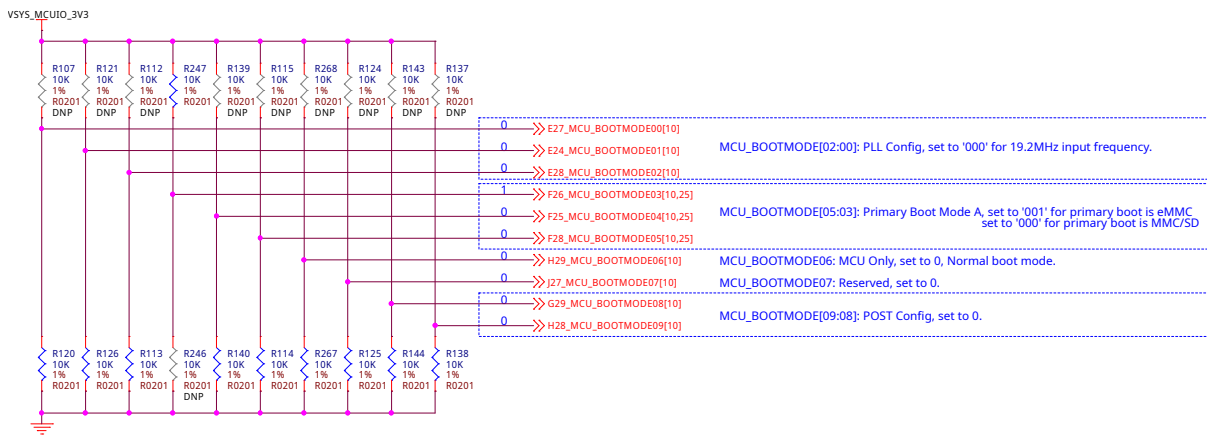 VSYS_MCUIO_3V3
R107
10K
1%
R0201
DNP
R121
10K
1%
R0201
DNP
R112
10K
1%
R0201
DNP
R247
10K
1%
R0201
R139
10K
1%
R0201
DNP
R115
10K
1%
R0201
DNP
R268
10K
1%
R0201
DNP
R124
10K
1%
R0201
DNP
R143
10K
1%
R0201
DNP
R137
10K
1%
R0201
DNP
0 E27_MCU_BOOTMODE00[10]
0 E24_MCU_BOOTMODE01[10]
0 E28_MCU_BOOTMODE02[10]
MCU_BOOTMODE[02:00]: PLL Config, set to '000' for 19.2MHz input frequency.
1 F26_MCU_BOOTMODE03[10,25]
0 F25_MCU_BOOTMODE04[10,25]
0 F28_MCU_BOOTMODE05[10,25]
MCU_BOOTMODE[05:03]: Primary Boot Mode A, set to '001' for primary boot is eMMC
set to '000' for primary boot is MMC/SD
0 H29_MCU_BOOTMODE06[10]
MCU_BOOTMODE06: MCU Only, set to 0, Normal boot mode.
0 J27_MCU_BOOTMODE07[10]
MCU_BOOTMODE07: Reserved, set to 0.
0 G29_MCU_BOOTMODE08[10]
0 H28_MCU_BOOTMODE09[10]
MCU_BOOTMODE[09:08]: POST Config, set to 0.
R120
10K
1%
R0201
R126
10K
1%
R0201
R113
10K
1%
R0201
R246
10K
1%
R0201
DNP
R140
10K
1%
R0201
R114
10K
1%
R0201
R267
10K
1%
R0201
R125
10K
1%
R0201
R144
10K
1%
R0201
R138
10K
1%
R0201